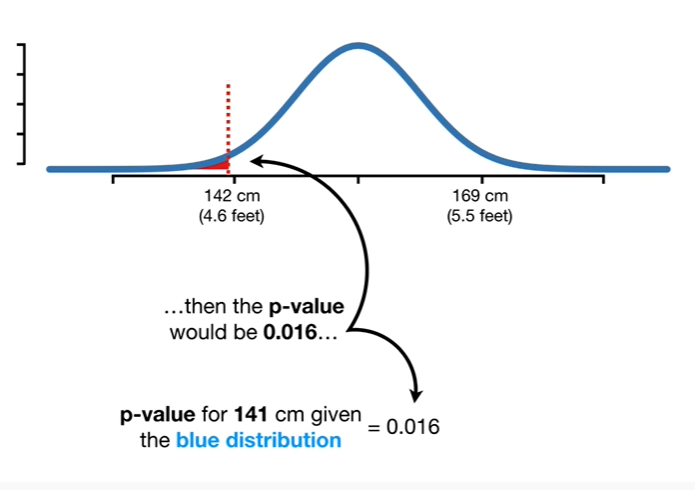 142 cm
(4.6 feet)
169 cm
(5.5 feet)
…then the p-value
would be 0.016…
p-value for 141 cm given
the blue distribution
= 0.016